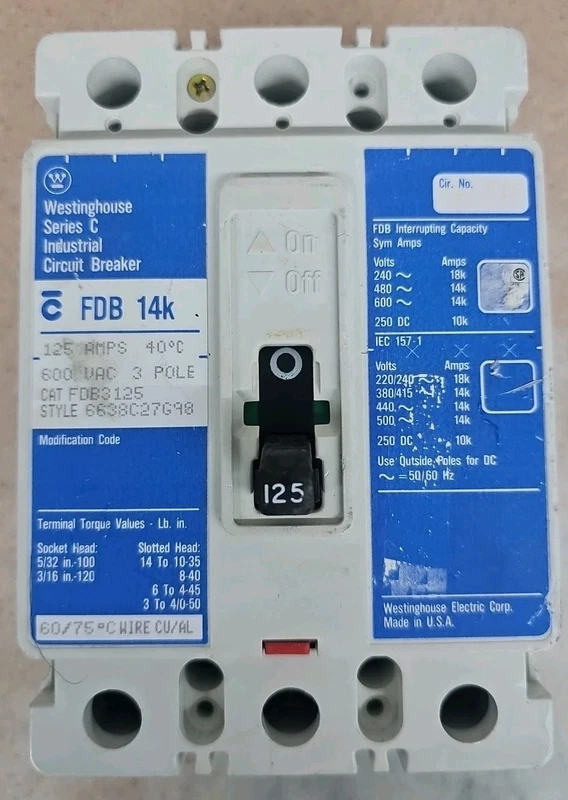 W
Westinghouse
Series C
Industrial
Circuit Breaker
C FDB 14k
125 AMPS 40°C
600 VAC 3 POLE
CAT FDB3125
STYLE 6638C27G98
Modification Code
Terminal Torque Values - Lb. in.
Socket Head: Slotted Head:
5/32 in.-100 14 To 10-35
3/16 in.-120 8-40
6 To 4-45
3 To 4/0-50
60/75°C WIRE CU/AL
On
Off
O
125
Cir. No.
FDB Interrupting Capacity
Sym Amps
Volts Amps
240 ~ 18k
480 ~ 14k
600 ~ 14k
250 DC 10k
IEC 157-1
Volts Amps
220/240 ~ 18k
380/415 ~ 14k
440 ~ 14k
500 ~ 14k
250 DC 10k
Use Outside Poles for DC
~ = 50/60 Hz
Westinghouse Electric Corp.
Made in U.S.A.